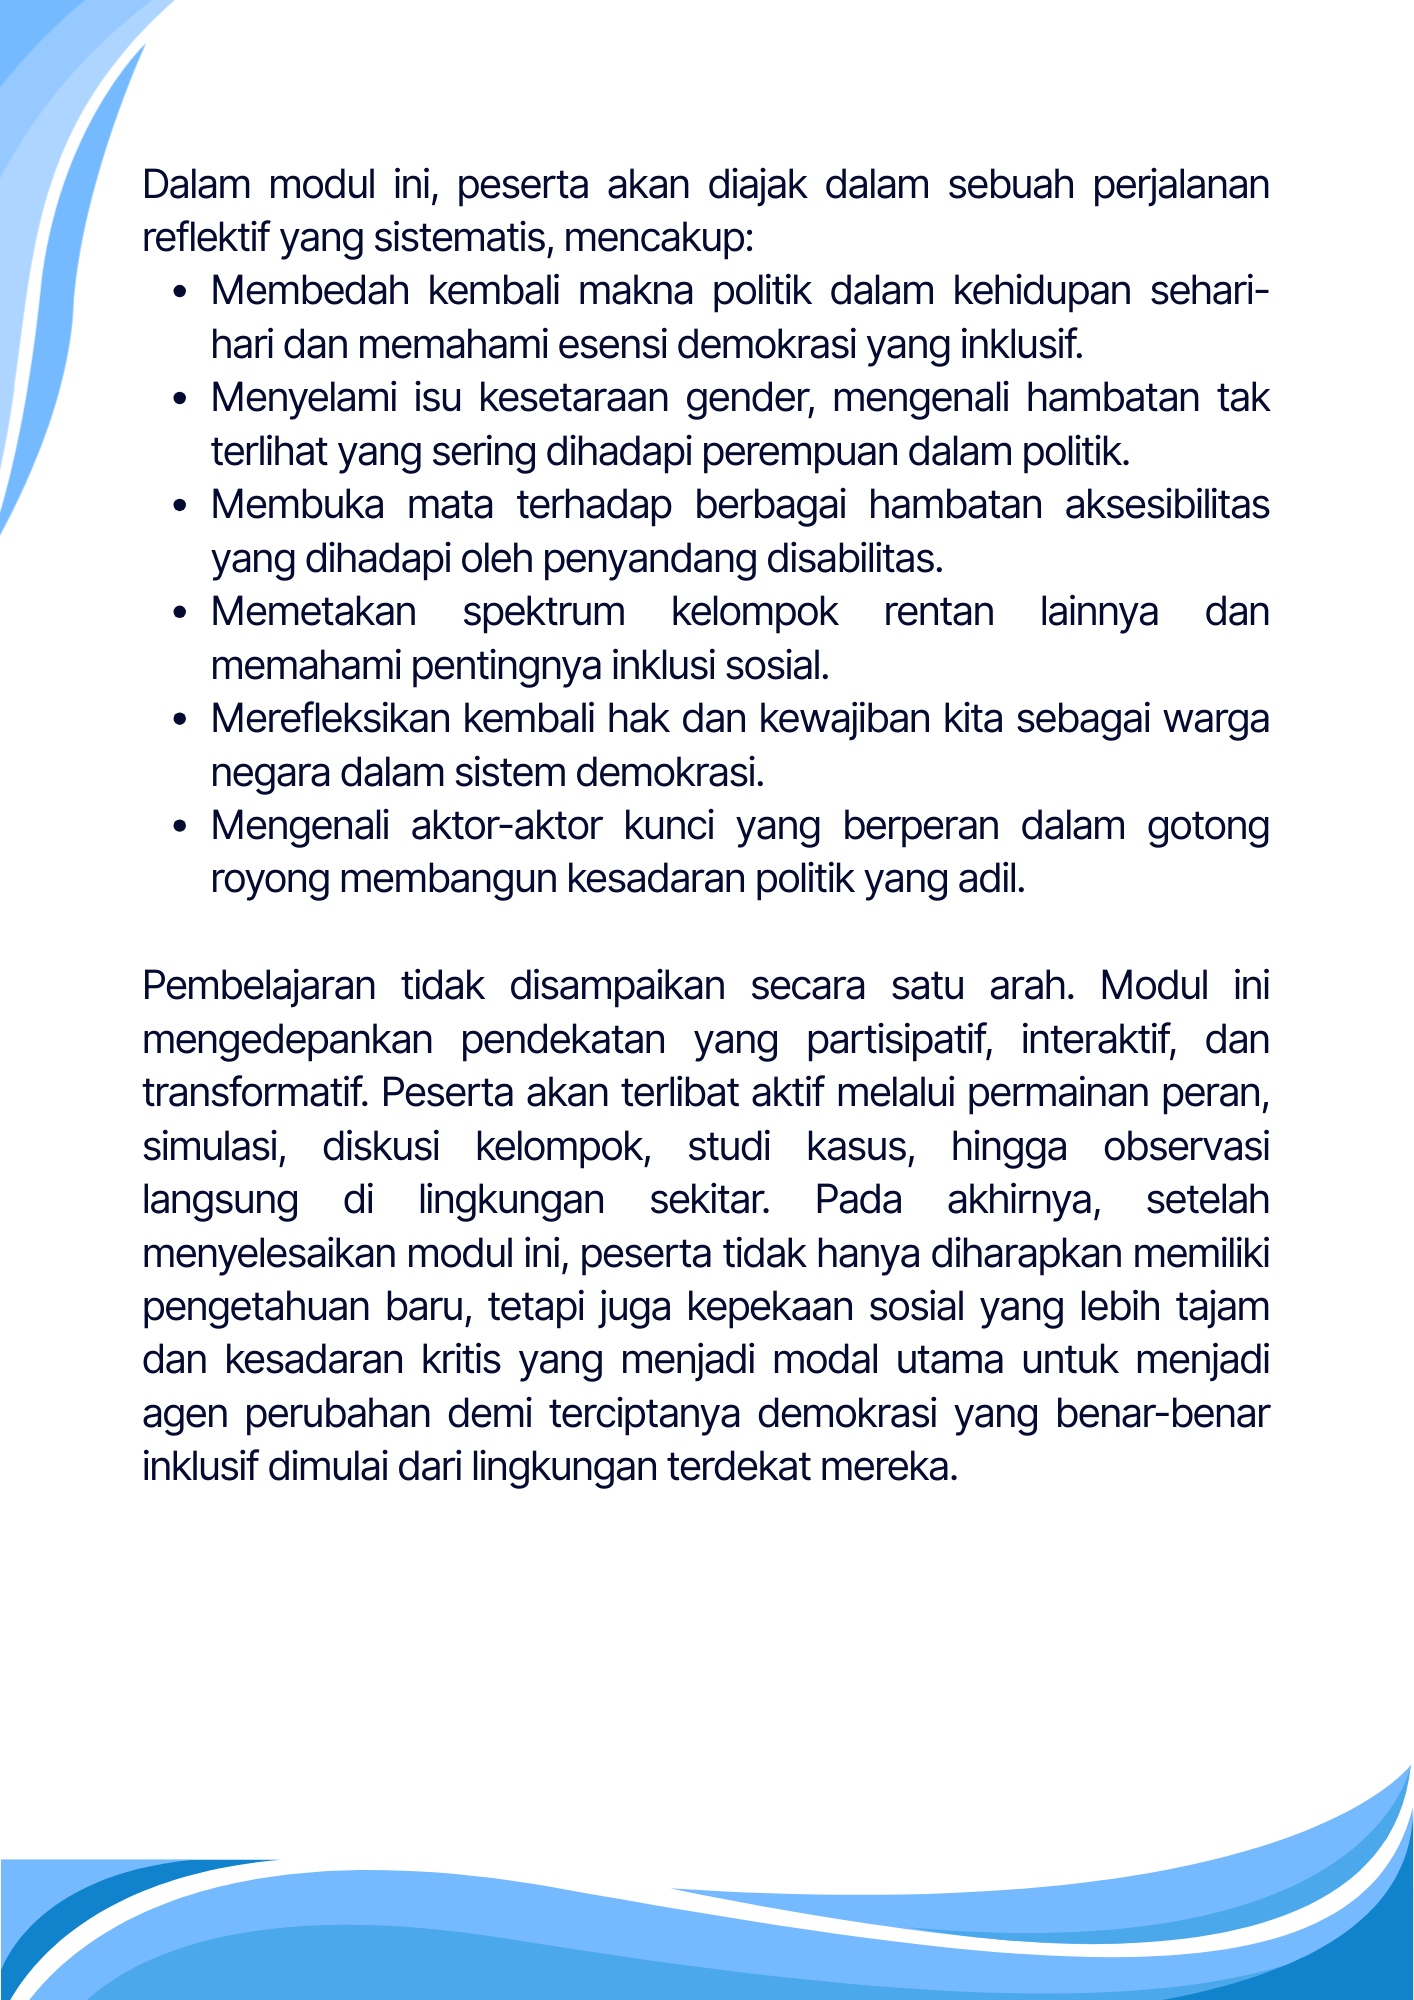 Dalam modul ini, peserta akan diajak dalam sebuah perjalanan
reflektif yang sistematis, mencakup:
• Membedah kembali makna politik dalam kehidupan sehari-
hari dan memahami esensi demokrasi yang inklusif.
• Menyelami isu kesetaraan gender, mengenali hambatan tak
terlihat yang sering dihadapi perempuan dalam politik.
• Membuka mata terhadap berbagai hambatan aksesibilitas
yang dihadapi oleh penyandang disabilitas.
• Memetakan spektrum kelompok rentan lainnya dan
memahami pentingnya inklusi sosial.
• Merefleksikan kembali hak dan kewajiban kita sebagai warga
negara dalam sistem demokrasi.
• Mengenali aktor-aktor kunci yang berperan dalam gotong
royong membangun kesadaran politik yang adil.
Pembelajaran tidak disampaikan secara satu arah. Modul ini
mengedepankan pendekatan yang partisipatif, interaktif, dan
transformatif. Peserta akan terlibat aktif melalui permainan peran,
simulasi, diskusi kelompok, studi kasus, hingga observasi
langsung di lingkungan sekitar. Pada akhirnya, setelah
menyelesaikan modul ini, peserta tidak hanya diharapkan memiliki
pengetahuan baru, tetapi juga kepekaan sosial yang lebih tajam
dan kesadaran kritis yang menjadi modal utama untuk menjadi
agen perubahan demi terciptanya demokrasi yang benar-benar
inklusif dimulai dari lingkungan terdekat mereka.